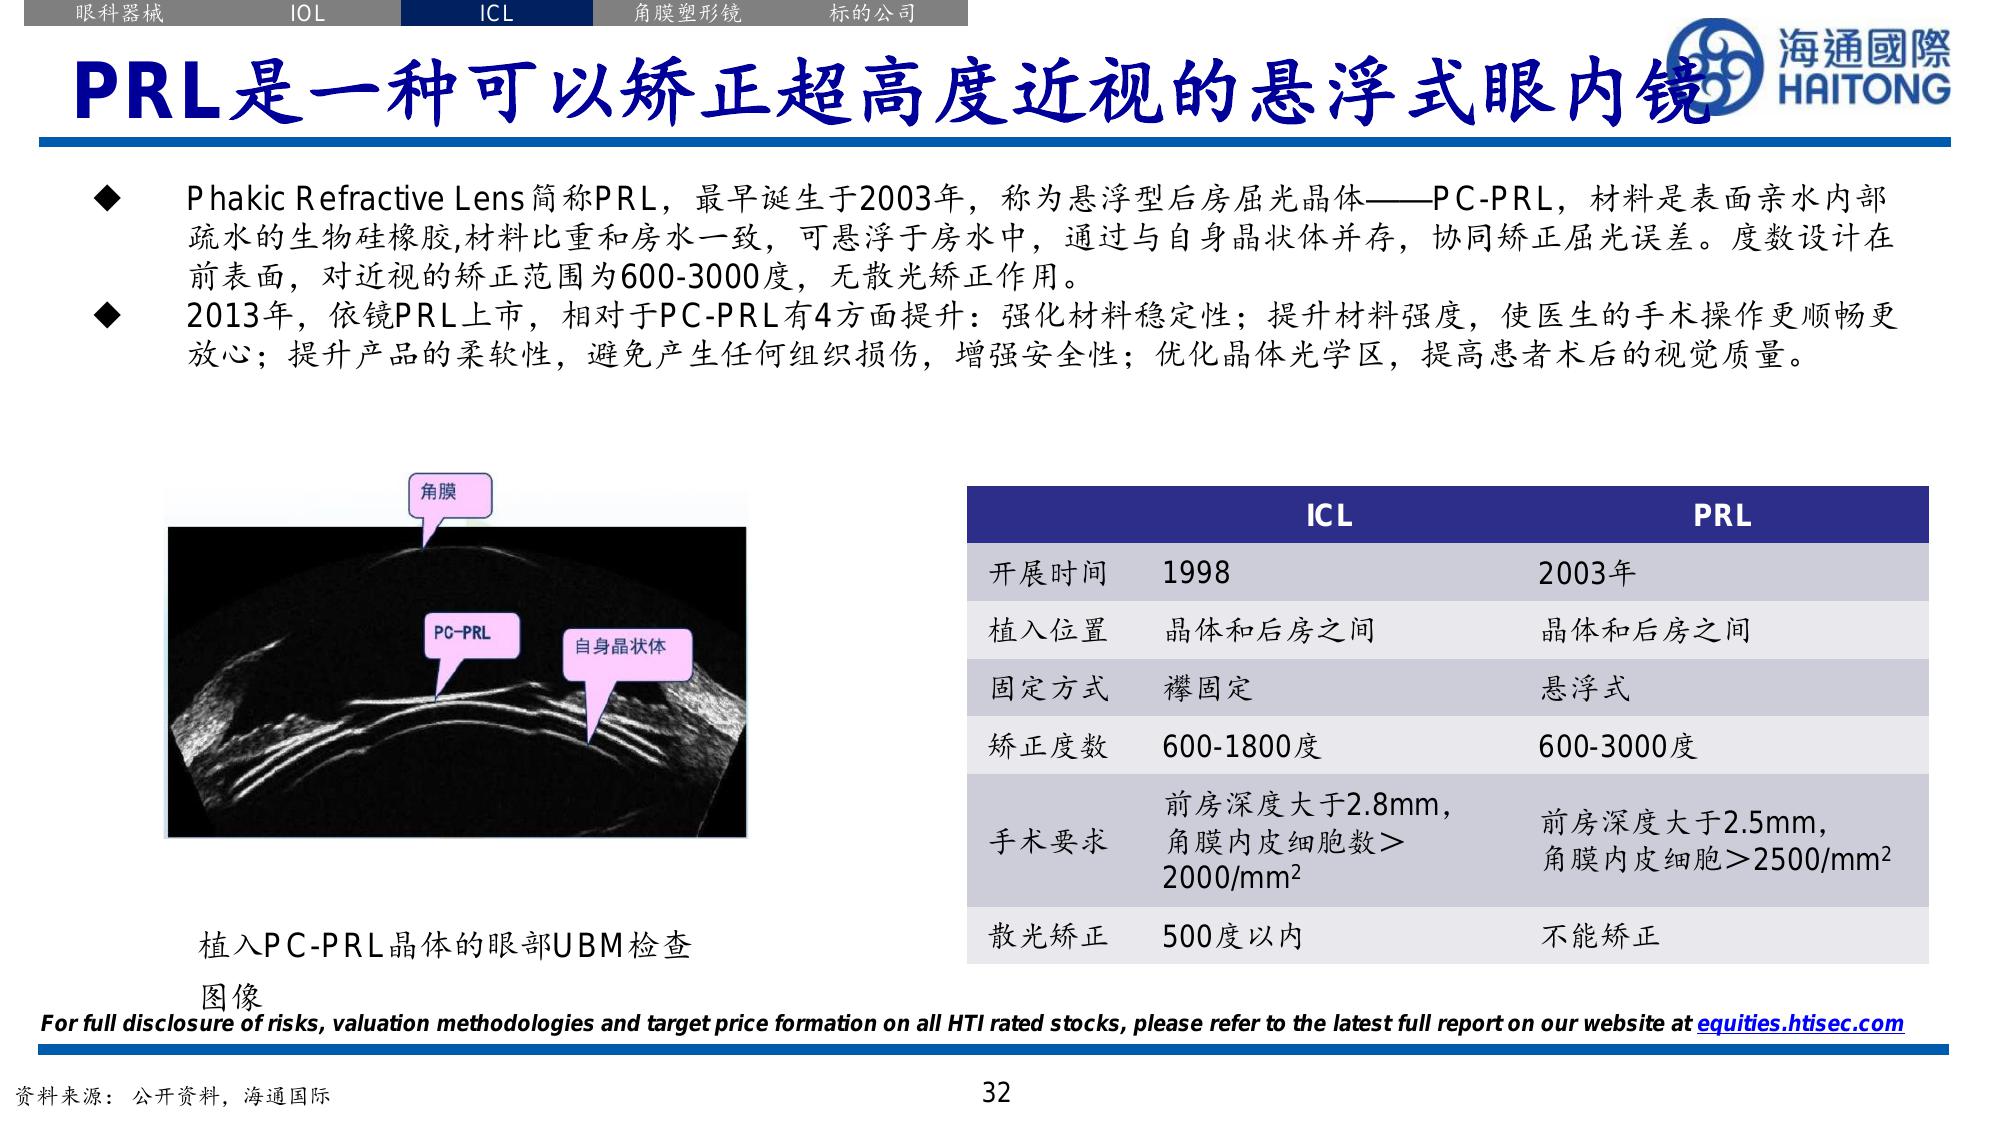 眼科器械 IOL ICL 角膜塑形镜 标的公司
海通國際
HAITONG
PRL是一种可以矫正超高度近视的悬浮式眼内镜
◆ Phakic Refractive Lens简称PRL，最早诞生于2003年，称为悬浮型后房屈光晶体——PC-PRL，材料是表面亲水内部
疏水的生物硅橡胶,材料比重和房水一致，可悬浮于房水中，通过与自身晶状体并存，协同矫正屈光误差。度数设计在
前表面，对近视的矫正范围为600-3000度，无散光矫正作用。
◆ 2013年，依镜PRL上市，相对于PC-PRL有4方面提升：强化材料稳定性；提升材料强度，使医生的手术操作更顺畅更
放心；提升产品的柔软性，避免产生任何组织损伤，增强安全性；优化晶体光学区，提高患者术后的视觉质量。
角膜
PC-PRL
自身晶状体
植入PC-PRL晶体的眼部UBM检查
图像
ICL PRL
开展时间 1998 2003年
植入位置 晶体和后房之间 晶体和后房之间
固定方式 襻固定 悬浮式
矫正度数 600-1800度 600-3000度
手术要求 前房深度大于2.8mm，
角膜内皮细胞数＞
2000/mm²
前房深度大于2.5mm，
角膜内皮细胞＞2500/mm²
散光矫正 500度以内 不能矫正
For full disclosure of risks, valuation methodologies and target price formation on all HTI rated stocks, please refer to the latest full report on our website at equities.htisec.com
资料来源：公开资料，海通国际
32